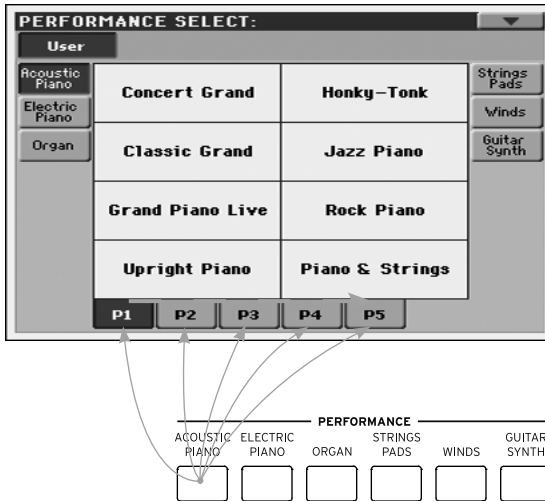 PERFORMANCE SELECT:
User
Acoustic
Piano
Electric
Piano
Organ
Concert Grand
Honky-Tonk
Classic Grand
Jazz Piano
Grand Piano Live
Rock Piano
Upright Piano
Piano & Strings
Strings
Pads
Winds
Guitar
Synth
P1 P2 P3 P4 P5
PERFORMANCE
ACOUSTIC
PIANO
ELECTRIC
PIANO
ORGAN
STRINGS
PADS
WINDS
GUITAR
SYNTH